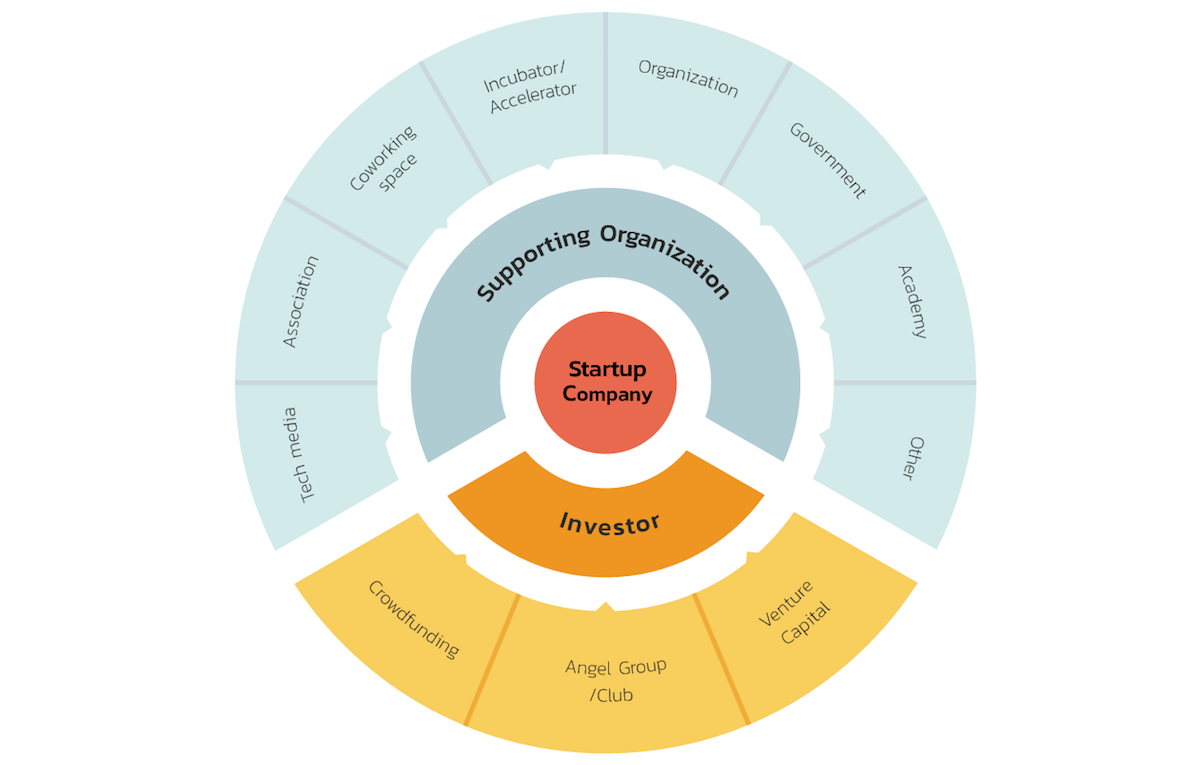 Incubator/
Accelerator
Organization
Coworking
space
Government
Association
Academy
Tech media
Other
Supporting Organization
Startup
Company
Investor
Crowdfunding
Angel Group
/Club
Venture
Capital